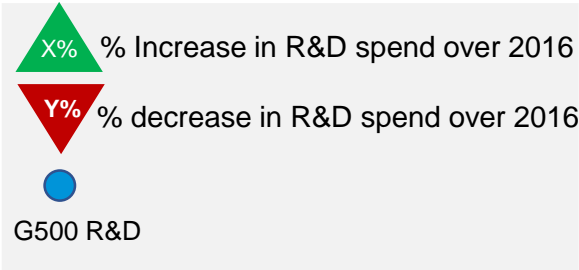 X% % Increase in R&D spend over 2016
Y% % decrease in R&D spend over 2016
G500 R&D